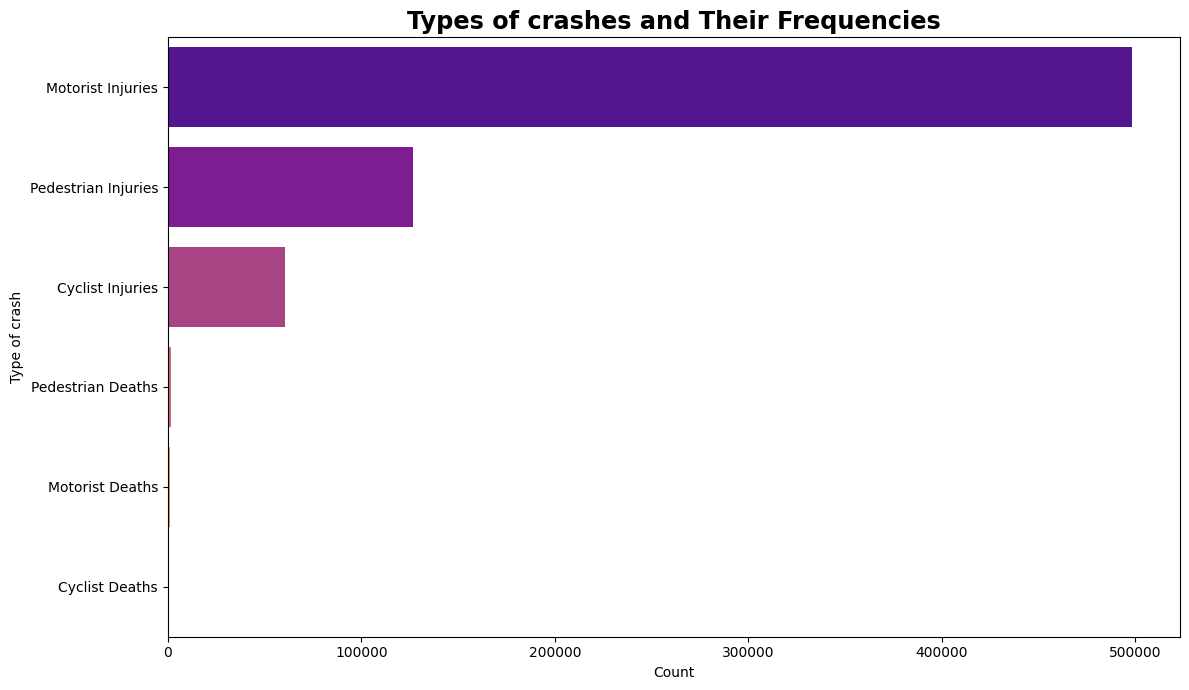 Types of crashes and Their Frequencies
Motorist Injuries
Pedestrian Injuries
Cyclist Injuries
Pedestrian Deaths
Motorist Deaths
Cyclist Deaths
Type of crash
0 100000 200000 300000 400000 500000
Count